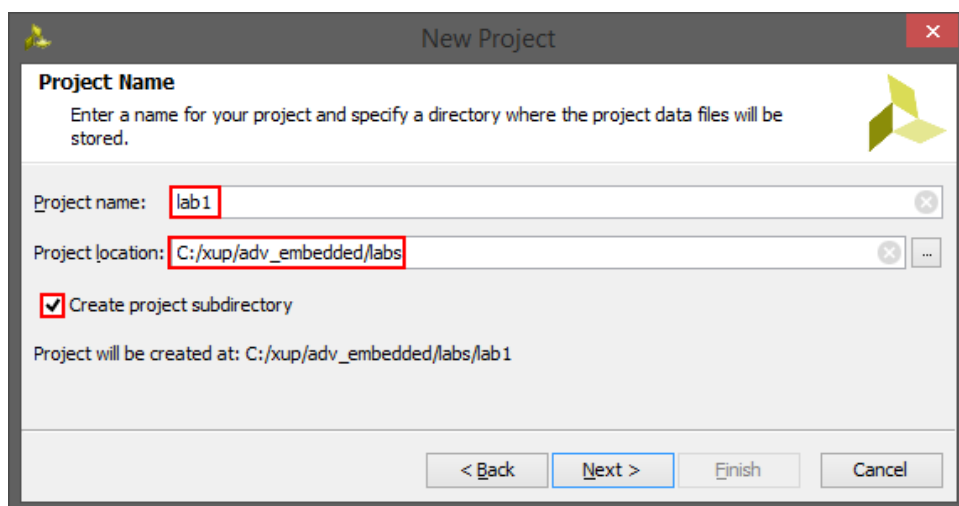 New Project
Project Name
Enter a name for your project and specify a directory where the project data files will be
stored.
Project name: lab1
Project location: C:/xup/adv_embedded/labs ...
Create project subdirectory
Project will be created at: C:/xup/adv_embedded/labs/lab1
< Back Next > Finish Cancel